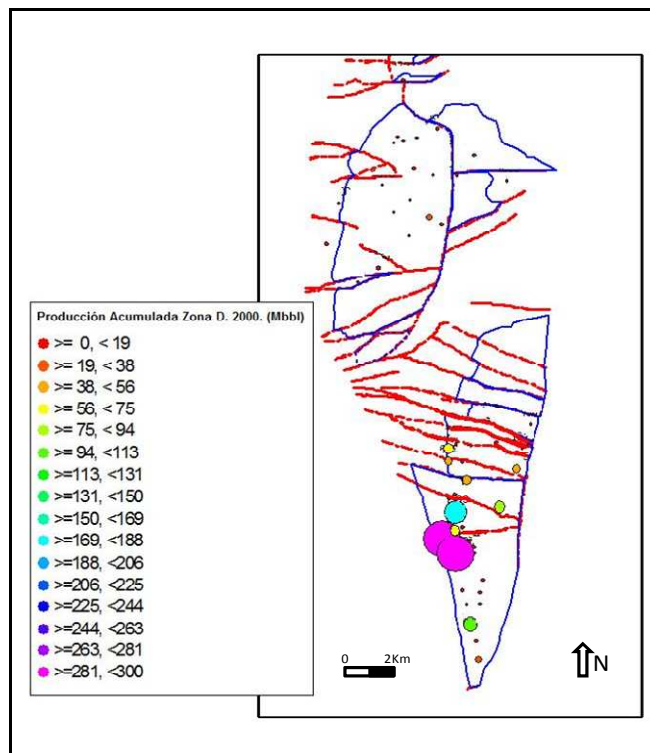 Producción Acumulada Zona D. 2000. (Mbbl)
>= 0, < 19
>= 19, < 38
>= 38, < 56
>= 56, < 75
>= 75, < 94
>= 94, <113
>=113, <131
>=131, <150
>=150, <169
>=169, <188
>=188, <206
>=206, <225
>=225, <244
>=244, <263
>=263, <281
>=281, <300
0 2Km
N